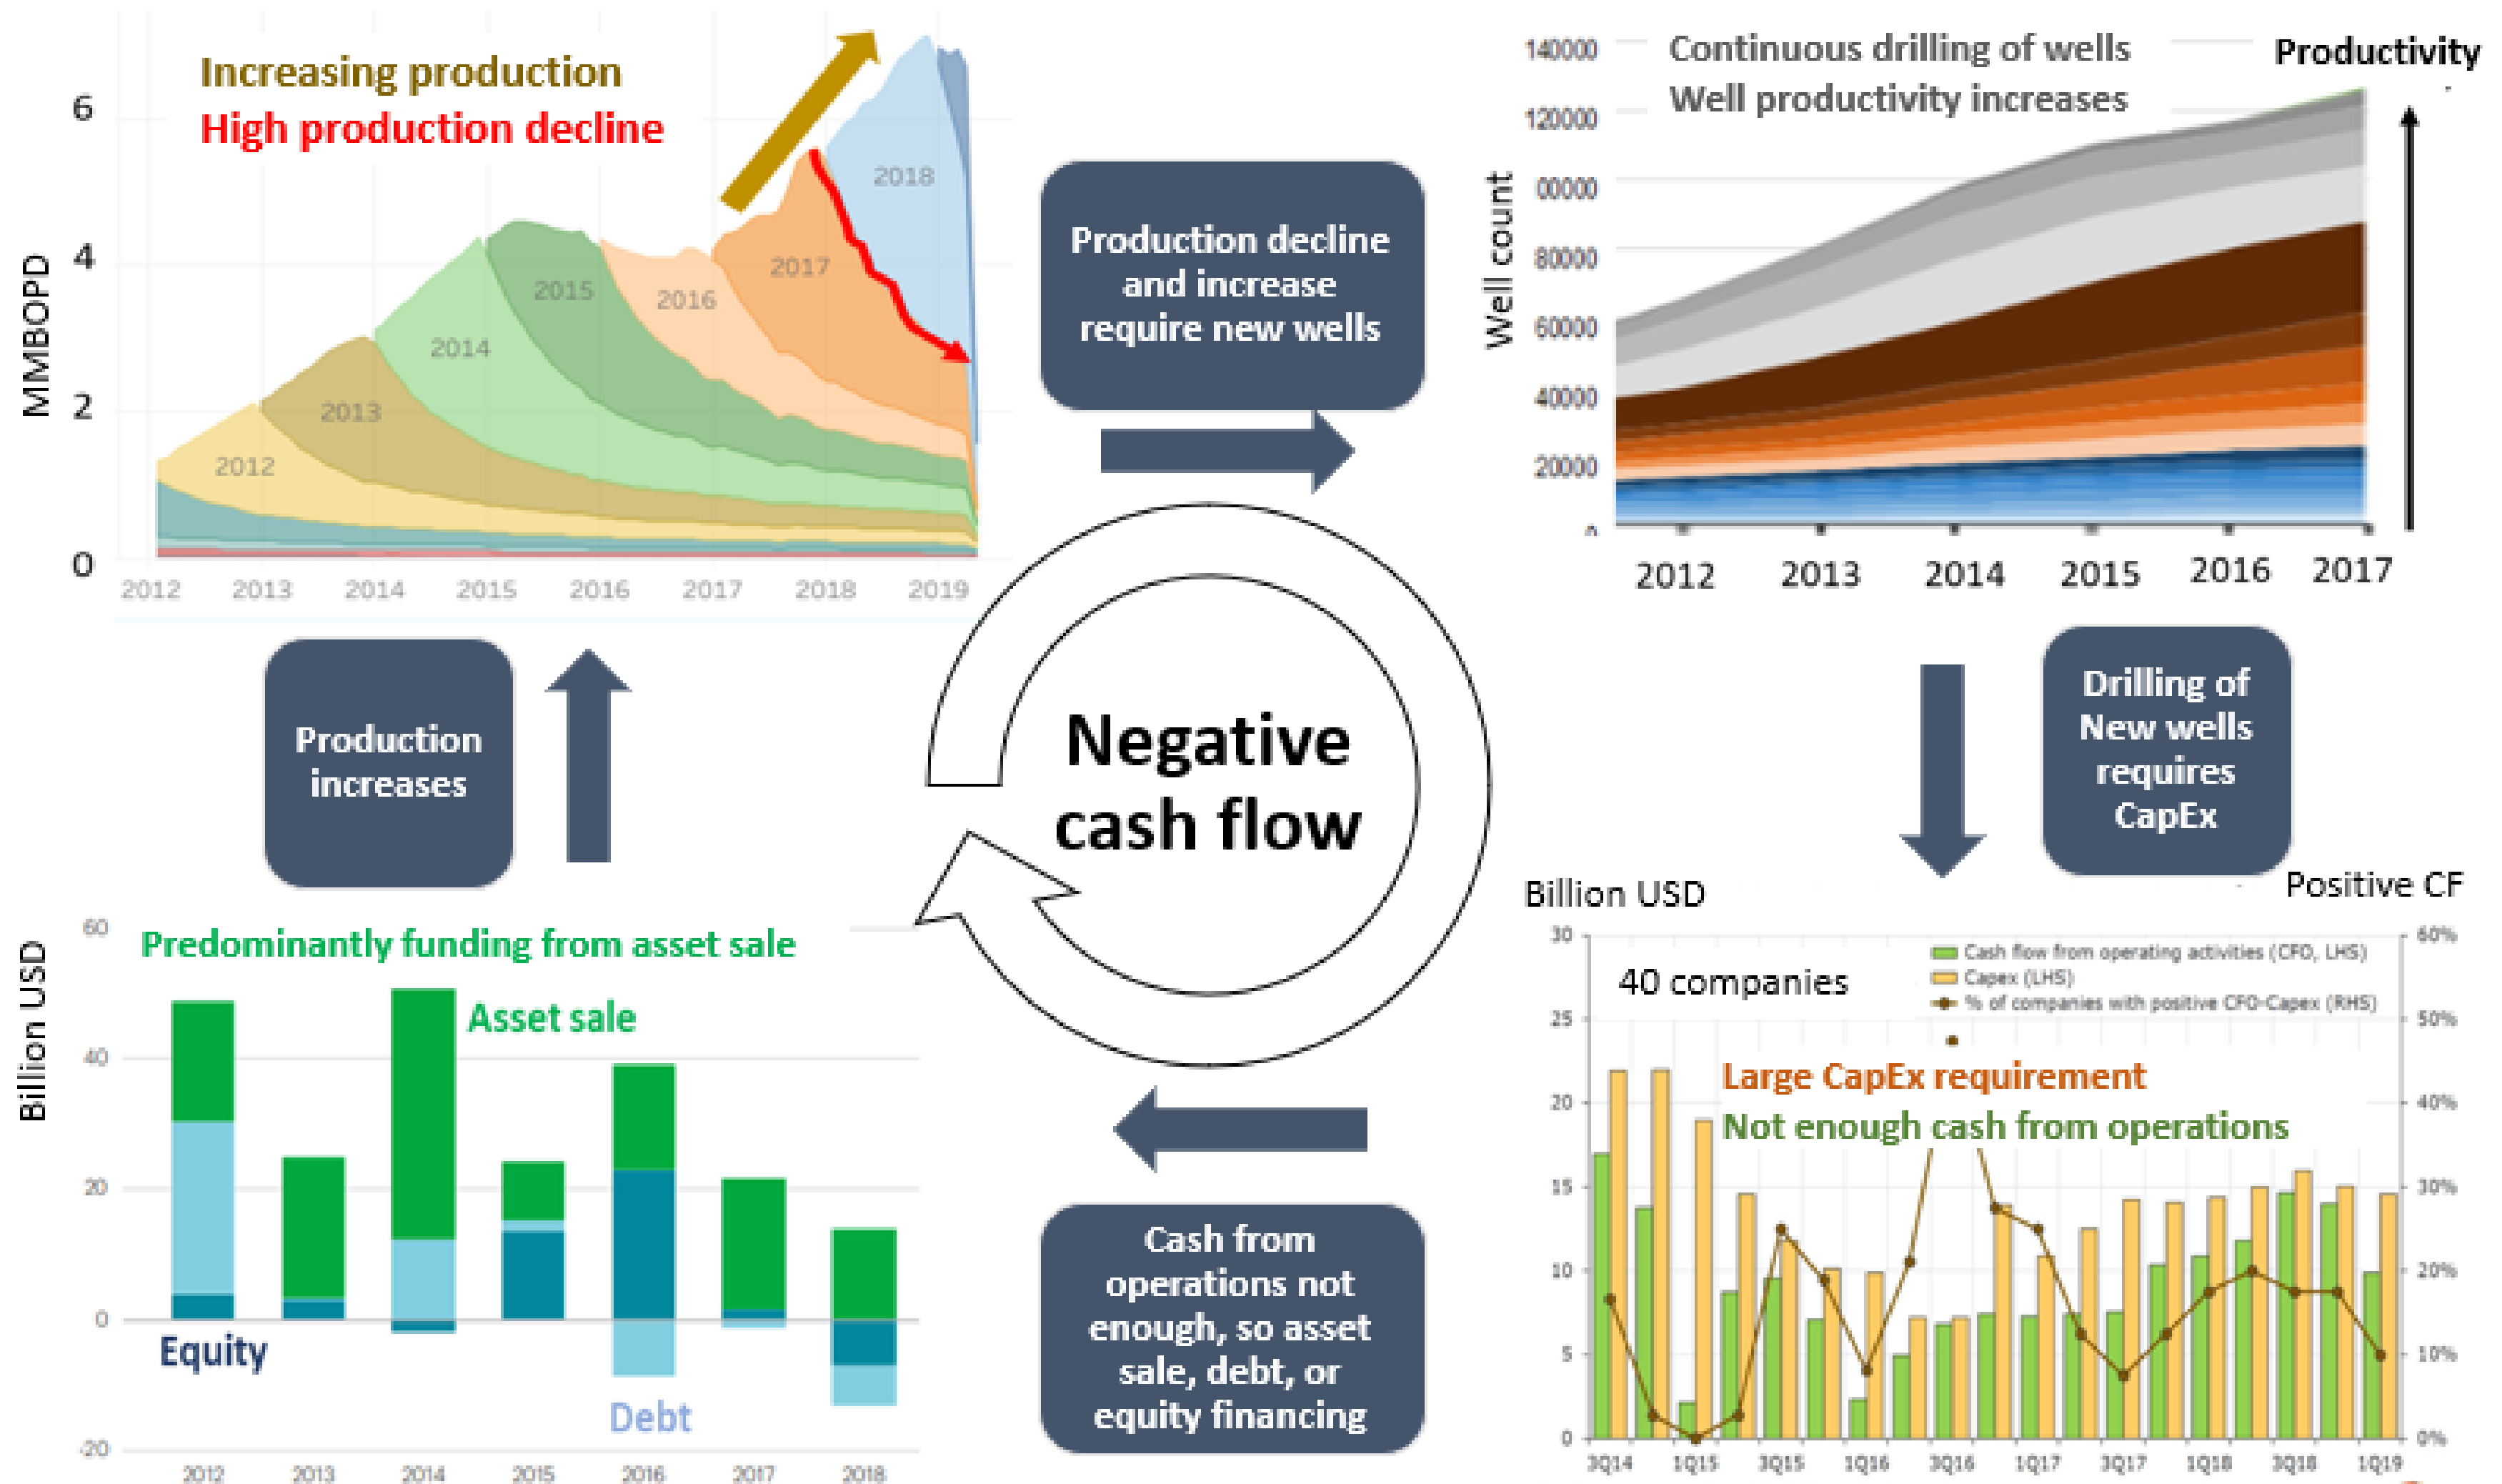 Increasing production
High production decline
MMBOPD
6
4
2
0
2012
2013
2014
2015
2016
2017
2018
2012 2013 2014 2015 2016 2017 2018 2019
Production decline
and increase
require new wells
Continuous drilling of wells
Well productivity increases
Productivity
Well count
140000
120000
00000
80000
60000
40000
20000
0
2012 2013 2014 2015 2016 2017
Production
increases
Negative
cash flow
Drilling of
New wells
requires
CapEx
Predominantly funding from asset sale
Billion USD
60
40
20
0
-20
Asset sale
Equity
Debt
2012 2013 2014 2015 2016 2017 2018
Cash from
operations not
enough, so asset
sale, debt, or
equity financing
Billion USD
Positive CF
40 companies
Cash flow from operating activities (CFO, LHS)
Capex (LHS)
% of companies with positive CFO-Capex (RHS)
Large CapEx requirement
Not enough cash from operations
30
25
20
15
10
5
0
60%
50%
40%
30%
20%
10%
0%
3Q14 1Q15 3Q15 1Q16 3Q16 1Q17 3Q17 1Q18 3Q18 1Q19